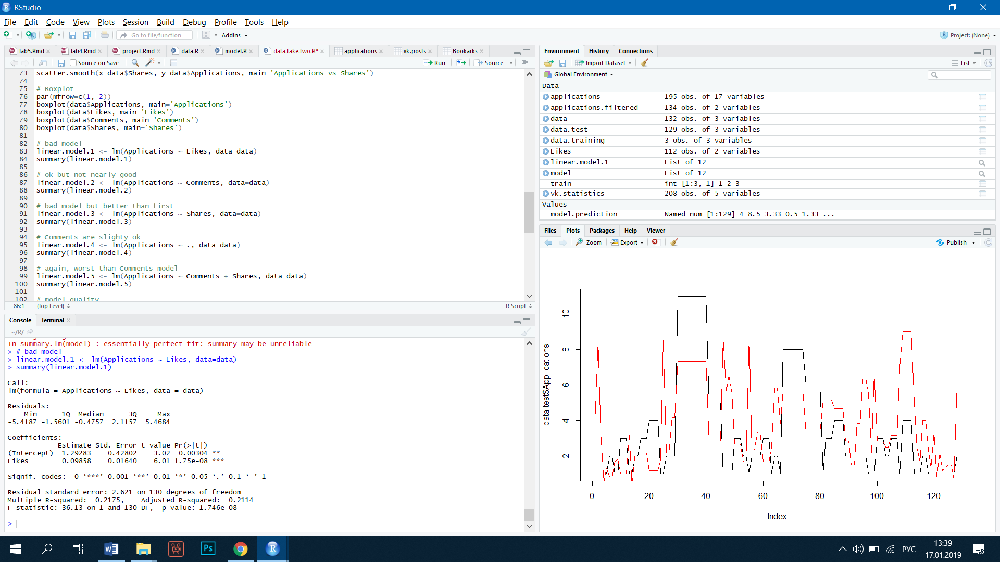 RStudio
File Edit Code View Plots Session Build Debug Profile Tools Help
Go to file/function Addins Project: (None)
lab5.Rmd lab4.Rmd project.Rmd data.R model.R data.take.two.R* applications vk.posts Bookarks
Source on Save Run Source
73 scatter.smooth(x=data$Shares, y=data$Applications, main='Applications vs Shares')
74
75 # Boxplot
76 par(mfrow=c(1, 2))
77 boxplot(data$Applications, main='Applications')
78 boxplot(data$Likes, main='Likes')
79 boxplot(data$Comments, main='Comments')
80 boxplot(data$Shares, main='Shares')
81
82 # bad model
83 linear.model.1 <- lm(Applications ~ Likes, data=data)
84 summary(linear.model.1)
85
86 # ok but not nearly good
87 linear.model.2 <- lm(Applications ~ Comments, data=data)
88 summary(linear.model.2)
89
90 # bad model but better than first
91 linear.model.3 <- lm(Applications ~ Shares, data=data)
92 summary(linear.model.3)
93
94 # Comments are slighty ok
95 linear.model.4 <- lm(Applications ~ ., data=data)
96 summary(linear.model.4)
97
98 # again, worst than Comments model
99 linear.model.5 <- lm(Applications ~ Comments + Shares, data=data)
100 summary(linear.model.5)
101
102 # model quality
86:1 (Top Level) R Script
Console Terminal
~/R/
Warning message:
In summary.lm(model) : essentially perfect fit: summary may be unreliable
> # bad model
> linear.model.1 <- lm(Applications ~ Likes, data=data)
> summary(linear.model.1)
Call:
lm(formula = Applications ~ Likes, data = data)
Residuals:
Min 1Q Median 3Q Max
-5.4187 -1.5601 -0.4757 2.1157 5.4684
Coefficients:
Estimate Std. Error t value Pr(>|t|)
(Intercept) 1.29283 0.42802 3.02 0.00304 **
Likes 0.09858 0.01640 6.01 1.75e-08 ***
---
Signif. codes: 0 ‘***’ 0.001 ‘**’ 0.01 ‘*’ 0.05 ‘.’ 0.1 ‘ ’ 1
Residual standard error: 2.621 on 130 degrees of freedom
Multiple R-squared: 0.2175, Adjusted R-squared: 0.2114
F-statistic: 36.13 on 1 and 130 DF, p-value: 1.746e-08
>
Environment History Connections
Import Dataset List
Global Environment
Data
applications 195 obs. of 17 variables
applications.filtered 134 obs. of 2 variables
data 132 obs. of 3 variables
data.test 129 obs. of 3 variables
data.training 3 obs. of 3 variables
Likes 112 obs. of 2 variables
linear.model.1 List of 12
model List of 12
train int [1:3, 1] 1 2 3
vk.statistics 208 obs. of 5 variables
Values
model.prediction Named num [1:129] 4 8.5 3.33 0.5 1.33 ...
Files Plots Packages Help Viewer
Zoom Export Publish
data.test$Applications
10
8
6
4
2
0 20 40 60 80 100 120
Index
Ps
РУС
13:39
17.01.2019